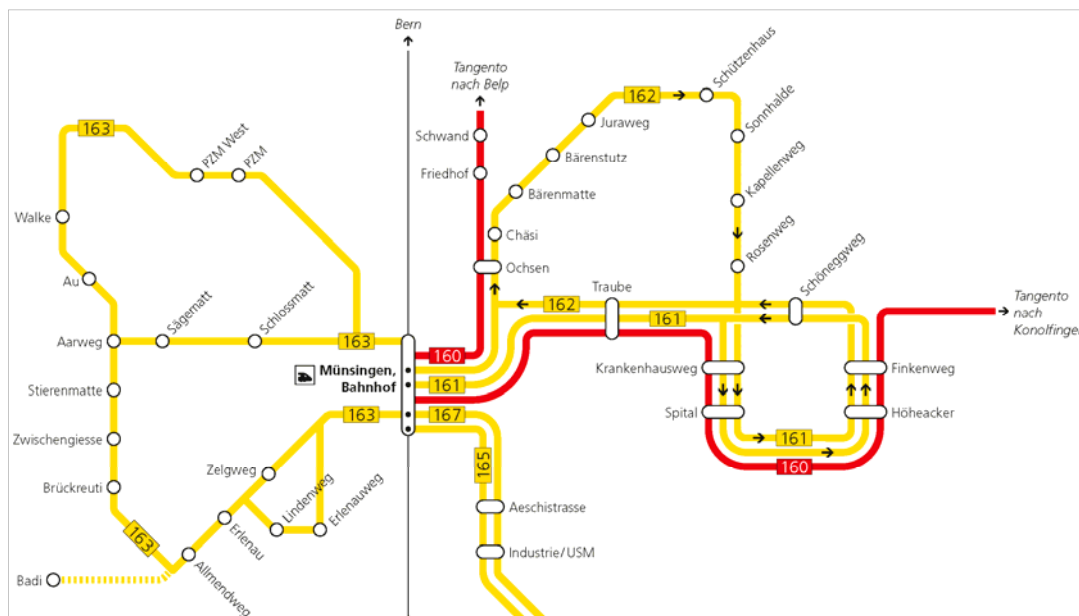 Bern
Tangento
nach Belp
Schützenhaus
162
Juraweg
Sonnhalde
163
PZM West
PZM
Schwand
Bärenstutz
Friedhof
Kapellenweg
Bärenmatte
Walke
Chäsi
Rosenweg
Schöneggweg
Ochsen
Au
Traube
Sägematt
Schlossmatt
162
161
Tangento
nach
Konolfingen
Aarweg
163
160
Münsingen,
Bahnhof
161
Krankenhausweg
Finkenweg
Stierenmatte
163
167
Spital
Höheacker
Zwischengiesse
161
165
160
Zelgweg
Brückreuti
Lindenweg
Erlenauweg
Aeschistrasse
163
Erlenau
Industrie/USM
Allmendweg
Badi